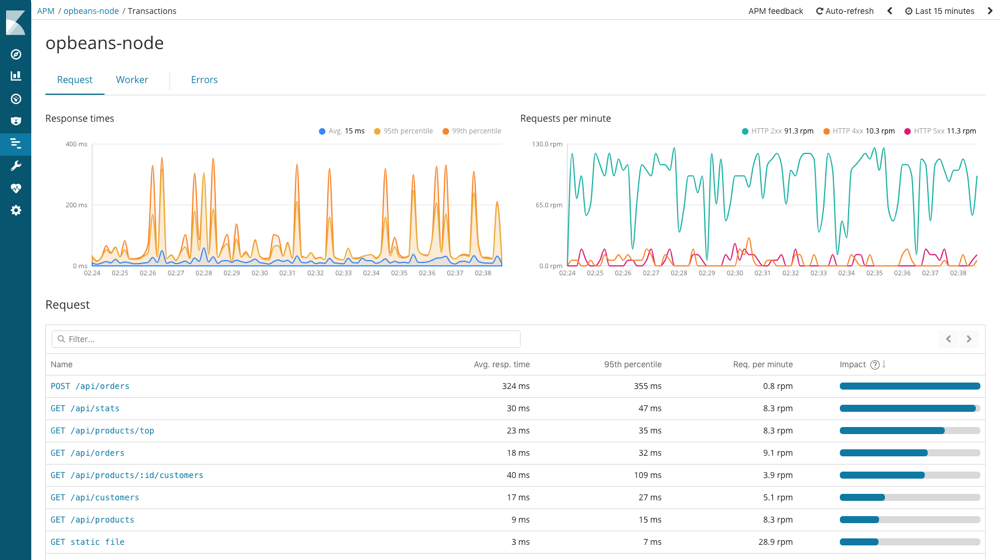 APM / opbeans-node / Transactions
APM feedback Auto-refresh Last 15 minutes
opbeans-node
Request Worker Errors
Response times
Avg. 15 ms 95th percentile 99th percentile
400 ms
200 ms
0 ms
02:24 02:25 02:26 02:27 02:28 02:29 02:30 02:31 02:32 02:33 02:34 02:35 02:36 02:37 02:38
Requests per minute
HTTP 2xx 91.3 rpm HTTP 4xx 10.3 rpm HTTP 5xx 11.3 rpm
130.0 rpm
65.0 rpm
0.0 rpm
02:24 02:25 02:26 02:27 02:28 02:29 02:30 02:31 02:32 02:33 02:34 02:35 02:36 02:37 02:38
Request
Filter...
Name Avg. resp. time 95th percentile Req. per minute Impact ? ↓
POST /api/orders 324 ms 355 ms 0.8 rpm
GET /api/stats 30 ms 47 ms 8.3 rpm
GET /api/products/top 23 ms 35 ms 8.3 rpm
GET /api/orders 18 ms 32 ms 9.1 rpm
GET /api/products/:id/customers 40 ms 109 ms 3.9 rpm
GET /api/customers 17 ms 27 ms 5.1 rpm
GET /api/products 9 ms 15 ms 8.3 rpm
GET static file 3 ms 7 ms 28.9 rpm